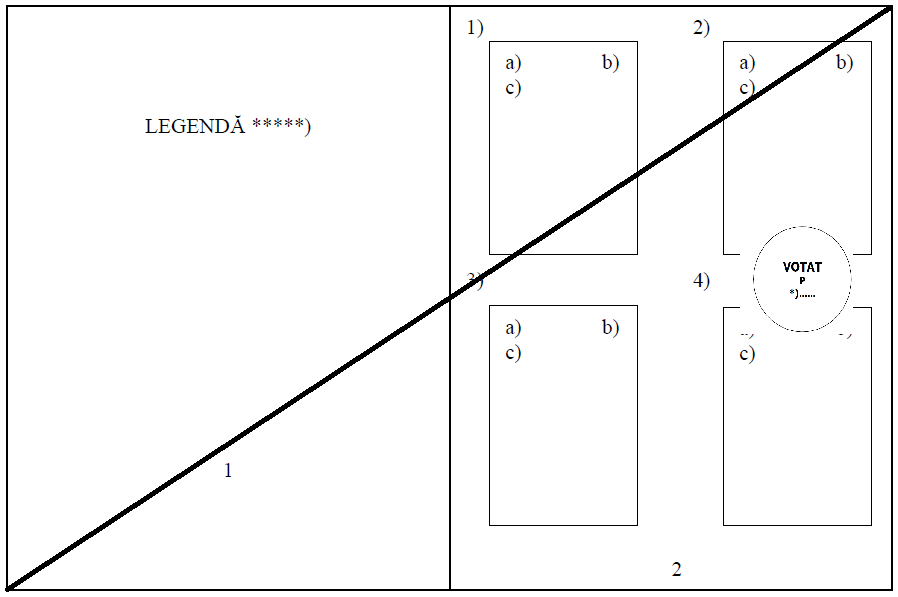 LEGENDĂ *****)
1
1) 2)
a) b)
c)
a) b)
c)
3) 4)
VOTAT
P
*)......
a) b)
c)
c)
2